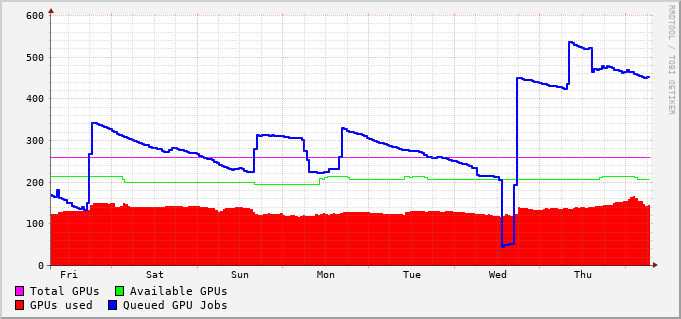 600
500
400
300
200
100
0
Fri Sat Sun Mon Tue Wed Thu
Total GPUs Available GPUs
GPUs used Queued GPU Jobs
RRDTOOL / TOBI OETIKER